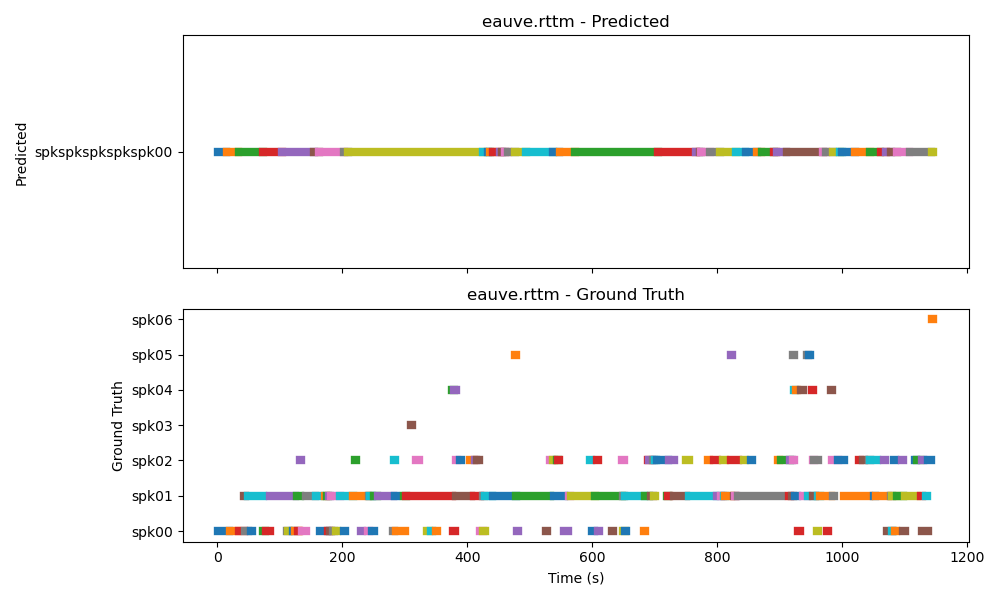 eauve.rttm - Predicted
Predicted
spkspkspkspkspk00
eauve.rttm - Ground Truth
Ground Truth
spk06
spk05
spk04
spk03
spk02
spk01
spk00
0 200 400 600 800 1000 1200
Time (s)